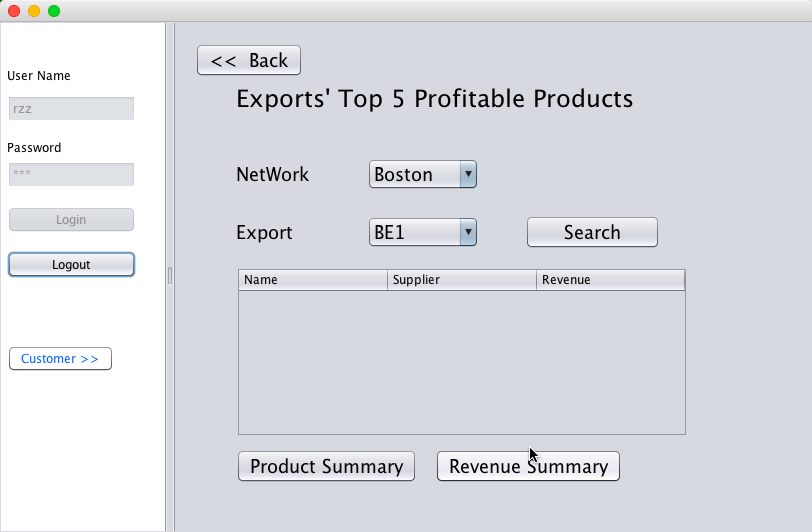 User Name
rzz
Password
***
Login
Logout
Customer >>
<< Back
Exports' Top 5 Profitable Products
NetWork Boston
Export BE1 Search
Name Supplier Revenue
Product Summary Revenue Summary